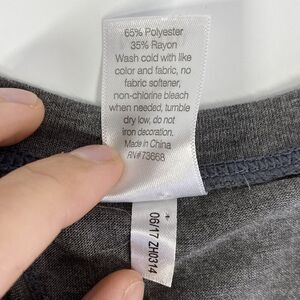 65% Polyester
35% Rayon
Wash cold with like
color and fabric, no
fabric softener,
non-chlorine bleach
when needed, tumble
dry low, do not
iron decoration.
Made in China
RN# 73668
06/17 ZH0314